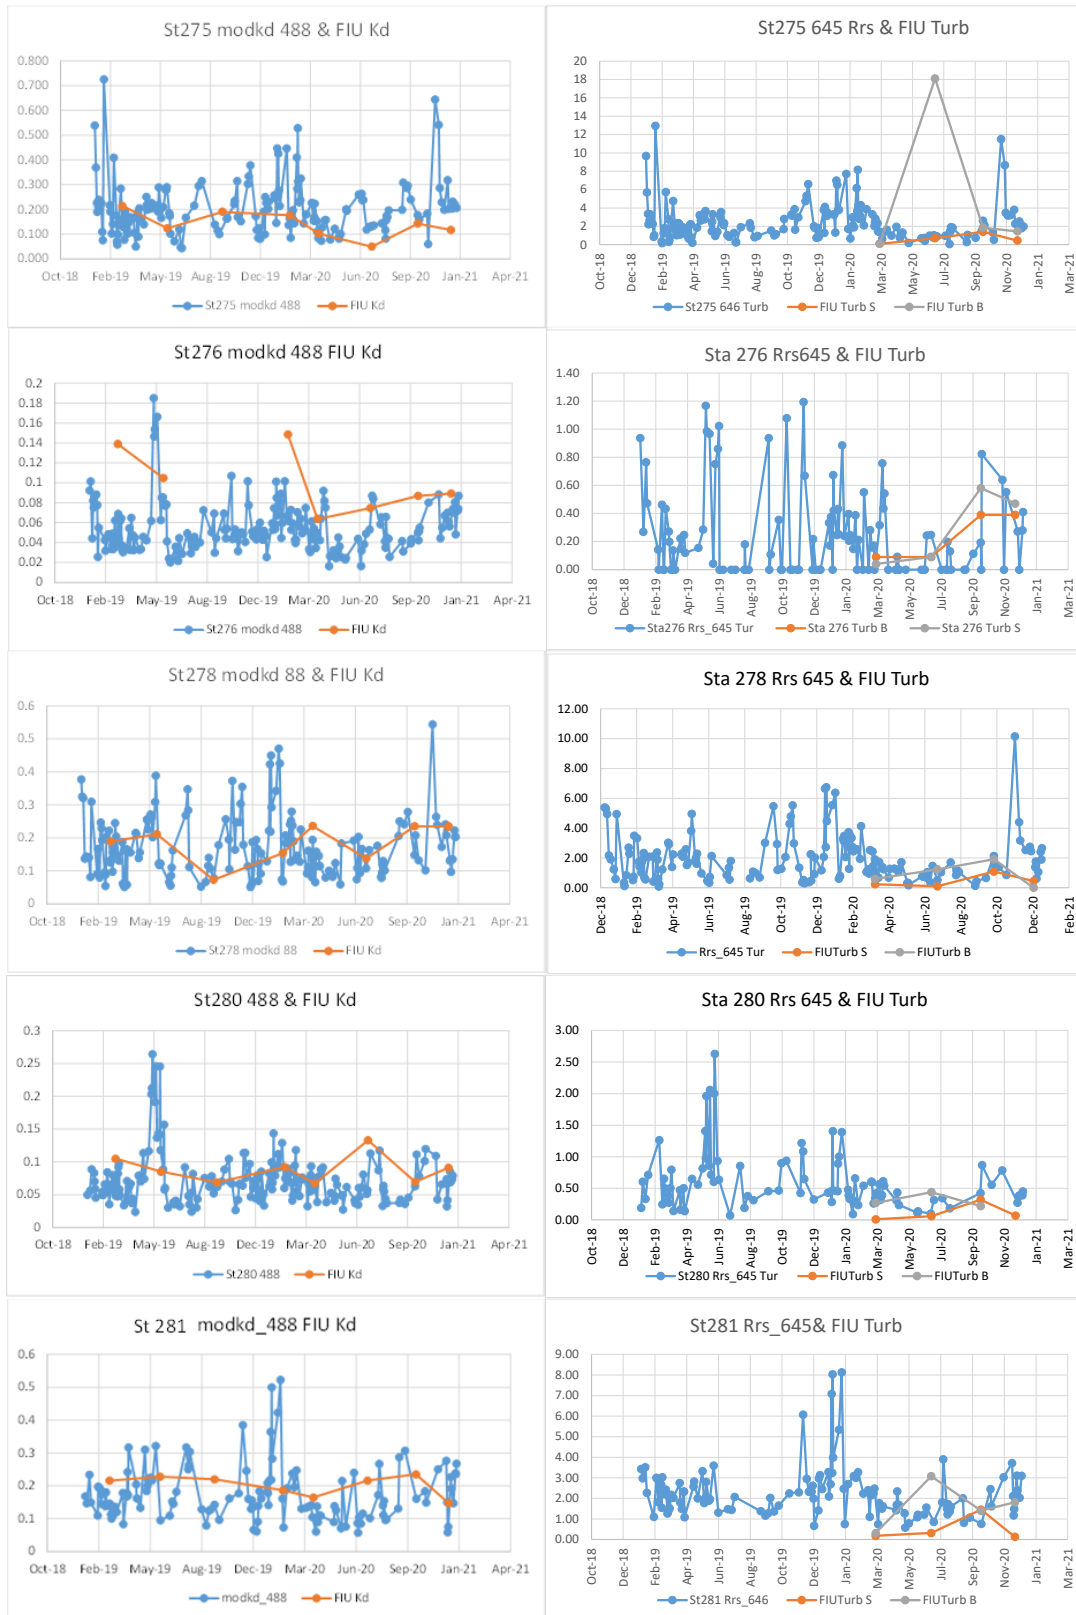 St275 modkd 488 & FIU Kd
0.800
0.700
0.600
0.500
0.400
0.300
0.200
0.100
0.000
Oct-18 Feb-19 May-19 Aug-19 Dec-19 Mar-20 Jun-20 Sep-20 Jan-21 Apr-21
St275 modkd 488 FIU Kd
St275 645 Rrs & FIU Turb
20
18
16
14
12
10
8
6
4
2
0
Oct-18 Dec-18 Feb-19 Apr-19 Jun-19 Aug-19 Oct-19 Dec-19 Jan-20 Mar-20 May-20 Jul-20 Sep-20 Nov-20 Jan-21 Mar-21
St275 646 Turb FIU Turb S FIU Turb B
St276 modkd 488 FIU Kd
0.2
0.18
0.16
0.14
0.12
0.1
0.08
0.06
0.04
0.02
0
Oct-18 Feb-19 May-19 Aug-19 Dec-19 Mar-20 Jun-20 Sep-20 Jan-21 Apr-21
St276 modkd 488 FIU Kd
Sta 276 Rrs645 & FIU Turb
1.40
1.20
1.00
0.80
0.60
0.40
0.20
0.00
Oct-18 Dec-18 Feb-19 Apr-19 Jun-19 Aug-19 Oct-19 Dec-19 Jan-20 Mar-20 May-20 Jul-20 Sep-20 Nov-20 Jan-21 Mar-21
Sta276 Rrs_645 Tur Sta 276 Turb B Sta 276 Turb S
St278 modkd 88 & FIU Kd
0.6
0.5
0.4
0.3
0.2
0.1
0
Oct-18 Feb-19 May-19 Aug-19 Dec-19 Mar-20 Jun-20 Sep-20 Jan-21 Apr-21
St278 modkd 88 FIU Kd
Sta 278 Rrs 645 & FIU Turb
12.00
10.00
8.00
6.00
4.00
2.00
0.00
Dec-18 Feb-19 Apr-19 Jun-19 Aug-19 Oct-19 Dec-19 Feb-20 Apr-20 Jun-20 Aug-20 Oct-20 Dec-20 Feb-21
Rrs_645 Tur FIUTurb S FIUTurb B
St280 488 & FIU Kd
0.3
0.25
0.2
0.15
0.1
0.05
0
Oct-18 Feb-19 May-19 Aug-19 Dec-19 Mar-20 Jun-20 Sep-20 Jan-21 Apr-21
St280 488 FIU Kd
Sta 280 Rrs 645 & FIU Turb
3.00
2.50
2.00
1.50
1.00
0.50
0.00
Oct-18 Dec-18 Feb-19 Apr-19 Jun-19 Aug-19 Oct-19 Dec-19 Jan-20 Mar-20 May-20 Jul-20 Sep-20 Nov-20 Jan-21 Mar-21
St280 Rrs_645 Tur FIUTurb S FIUTurb B
St 281 modkd_488 FIU Kd
0.6
0.5
0.4
0.3
0.2
0.1
0
Oct-18 Feb-19 May-19 Aug-19 Dec-19 Mar-20 Jun-20 Sep-20 Jan-21 Apr-21
modkd_488 FIU Kd
St281 Rrs_645& FIU Turb
9.00
8.00
7.00
6.00
5.00
4.00
3.00
2.00
1.00
0.00
Oct-18 Dec-18 Feb-19 Apr-19 Jun-19 Aug-19 Oct-19 Dec-19 Jan-20 Mar-20 May-20 Jul-20 Sep-20 Nov-20 Jan-21 Mar-21
St281 Rrs_646 FIUTurb S FIUTurb B